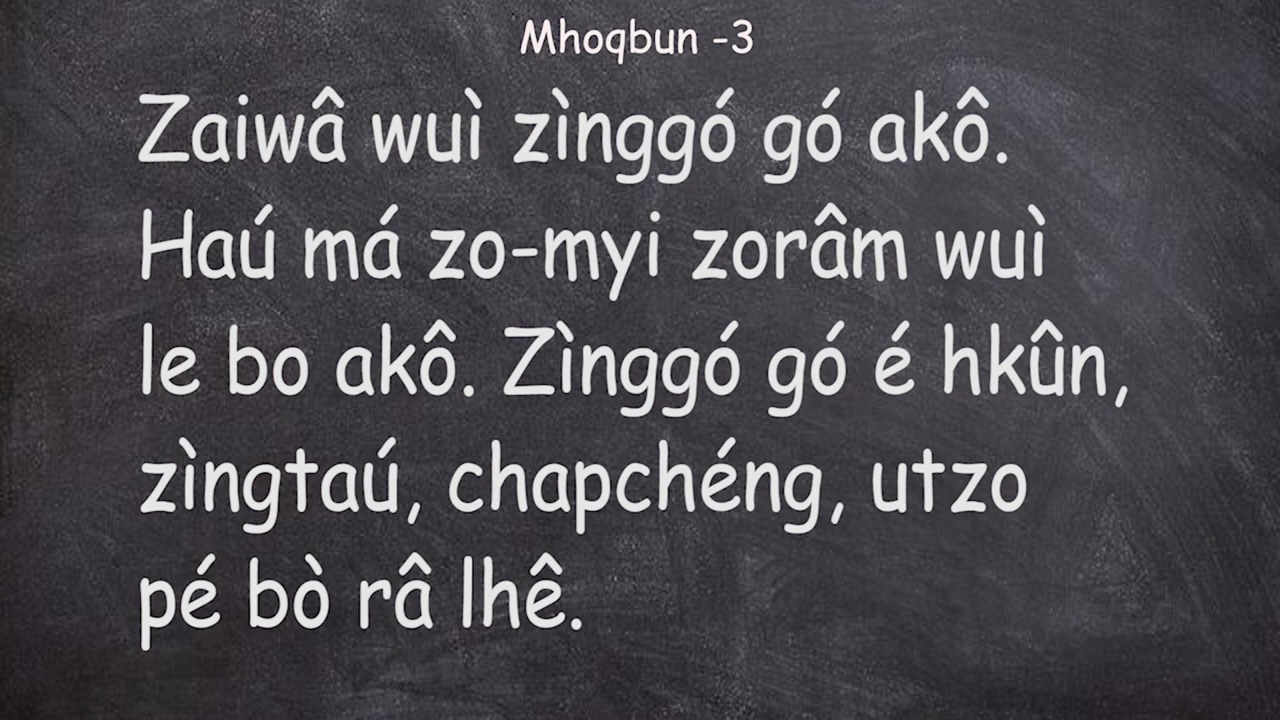 Mhoqbun -3
Zaiwâ wuì zìnggó gó akô.
Haú má zo-myi zorâm wuì
le bo akô. Zìnggó gó é hkûn,
zìngtaú, chapchéng, utzo
pé bò râ lhê.